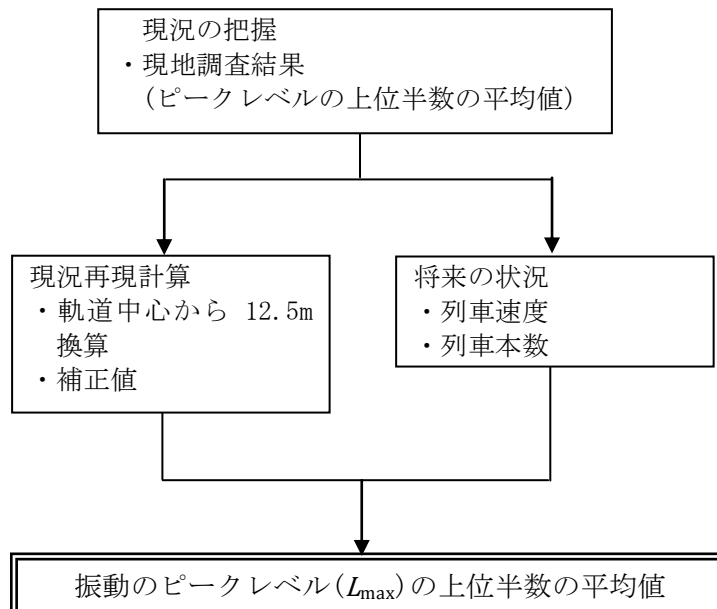 現況の把握
・現地調査結果
(ピークレベルの上位半数の平均値)
現況再現計算
・軌道中心から 12.5m
換算
・補正値
将来の状況
・列車速度
・列車本数
振動のピークレベル(Lmax)の上位半数の平均値